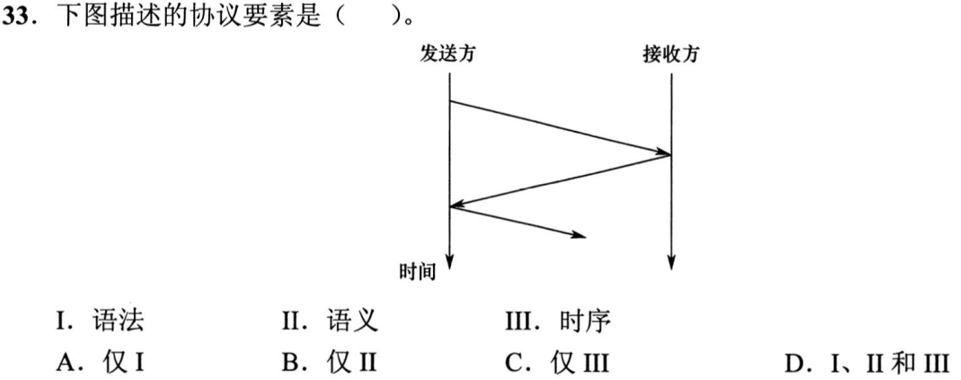 33. 下图描述的协议要素是（ ）。
发送方 接收方
时间
I. 语法 II. 语义 III. 时序
A. 仅 I B. 仅 II C. 仅 III D. I、II 和 III